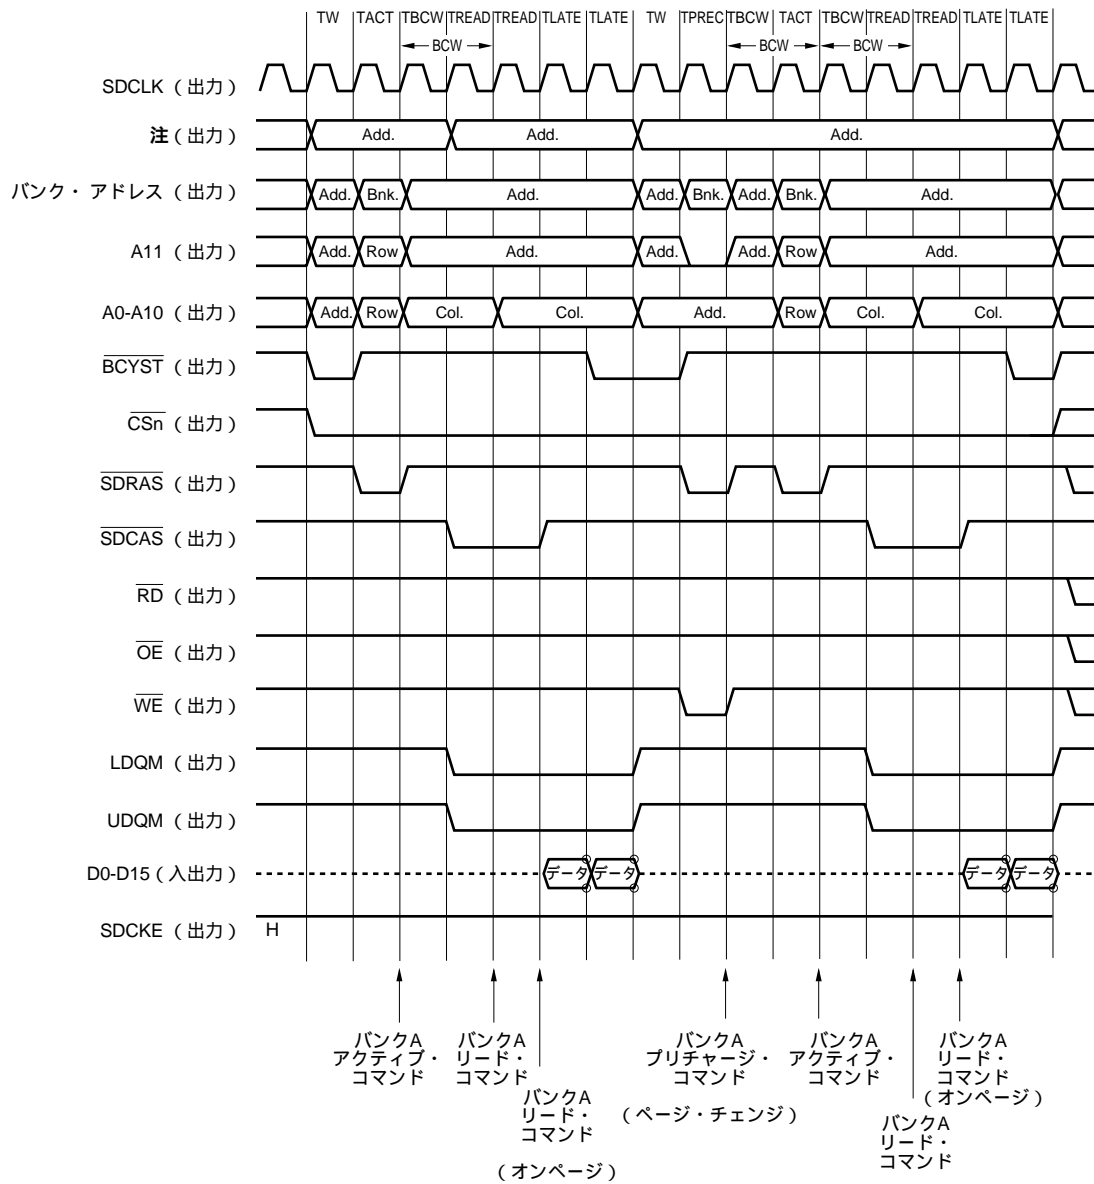 TW TACT TBCW TREAD TREAD TLATE TLATE TW TPREC TBCW TACT TBCW TREAD TREAD TLATE TLATE
BCW BCW BCW
SDCLK (出力)
注(出力) Add. Add. Add.
バンク・アドレス (出力) Add. Bnk. Add. Add. Bnk. Add. Bnk. Add.
A11 (出力) Add. Row Add. Add. Add. Row Add.
A0-A10 (出力) Add. Row Col. Col. Add. Row Col. Col.
BCYST (出力)
CSn (出力)
SDRAS (出力)
SDCAS (出力)
RD (出力)
OE (出力)
WE (出力)
LDQM (出力)
UDQM (出力)
D0-D15(入出力) データ データ データ データ
SDCKE (出力) H
バンクA
アクティブ・
コマンド
バンクA
リード・
コマンド
バンクA
リード・
コマンド
(オンページ)
バンクA
プリチャージ・
コマンド
(ページ・チェンジ)
バンクA
アクティブ・
コマンド
バンクA
リード・
コマンド
バンクA
リード・
コマンド
(オンページ)